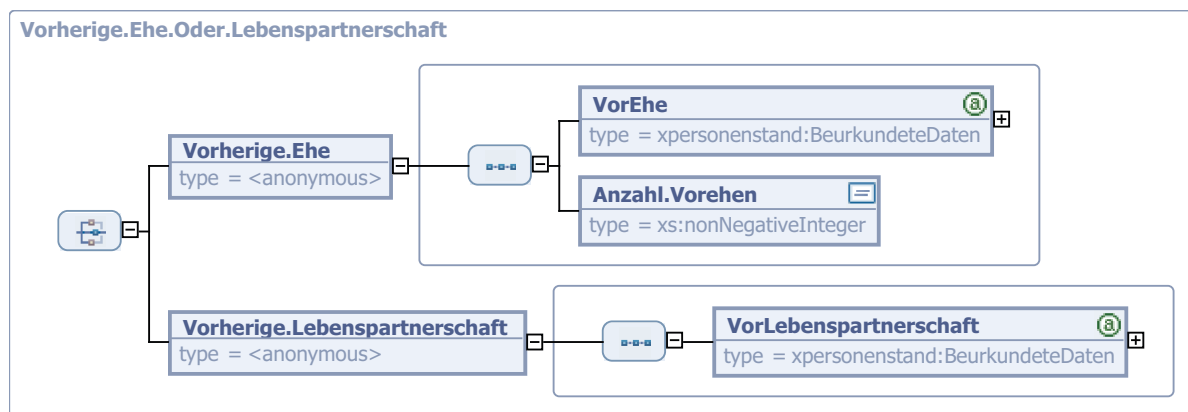 Vorherige.Ehe.Oder.Lebenspartnerschaft
VorEhe
type = xpersonenstand:BeurkundeteDaten
Vorherige.Ehe
type = <anonymous>
Anzahl.Vorehen
type = xs:nonNegativeInteger
Vorherige.Lebenspartnerschaft
type = <anonymous>
VorLebenspartnerschaft
type = xpersonenstand:BeurkundeteDaten